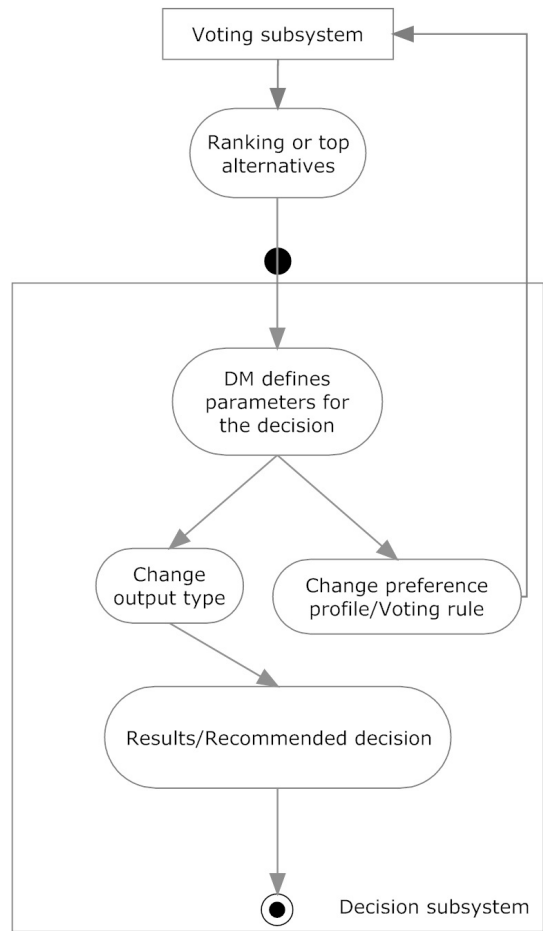 Voting subsystem
Ranking or top
alternatives
DM defines
parameters for
the decision
Change
output type
Change preference
profile/Voting rule
Results/Recommended decision
Decision subsystem